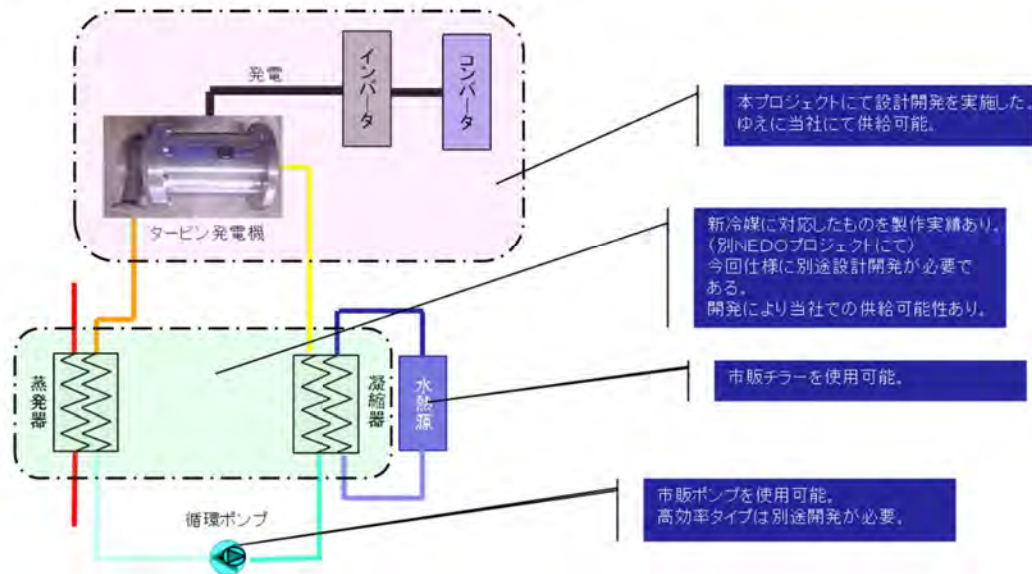 発電
インバータ
コンバータ
タービン発電機
本プロジェクトにて設計開発を実施した。
ゆえに当社にて供給可能。
新冷媒に対応したものを製作実績あり。
(別NEDOプロジェクトにて)
今回仕様に別途設計開発が必要で
ある。
開発により当社での供給可能性あり。
蒸発器
凝縮器
水熱源
市販チラーを使用可能。
循環ポンプ
市販ポンプを使用可能。
高効率タイプは別途開発が必要。